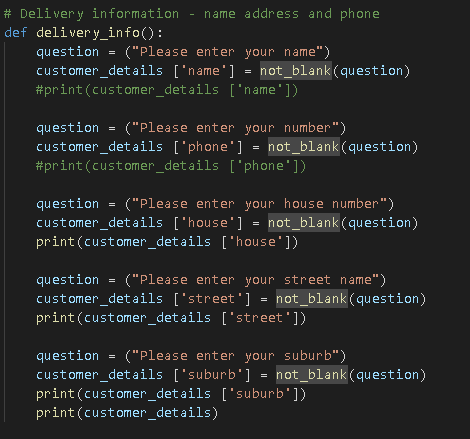 # Delivery information - name address and phone
def delivery_info():
question = ("Please enter your name")
customer_details ['name'] = not_blank(question)
#print(customer_details ['name'])
question = ("Please enter your number")
customer_details ['phone'] = not_blank(question)
#print(customer_details ['phone'])
question = ("Please enter your house number")
customer_details ['house'] = not_blank(question)
print(customer_details ['house'])
question = ("Please enter your street name")
customer_details ['street'] = not_blank(question)
print(customer_details ['street'])
question = ("Please enter your suburb")
customer_details ['suburb'] = not_blank(question)
print(customer_details ['suburb'])
print(customer_details)